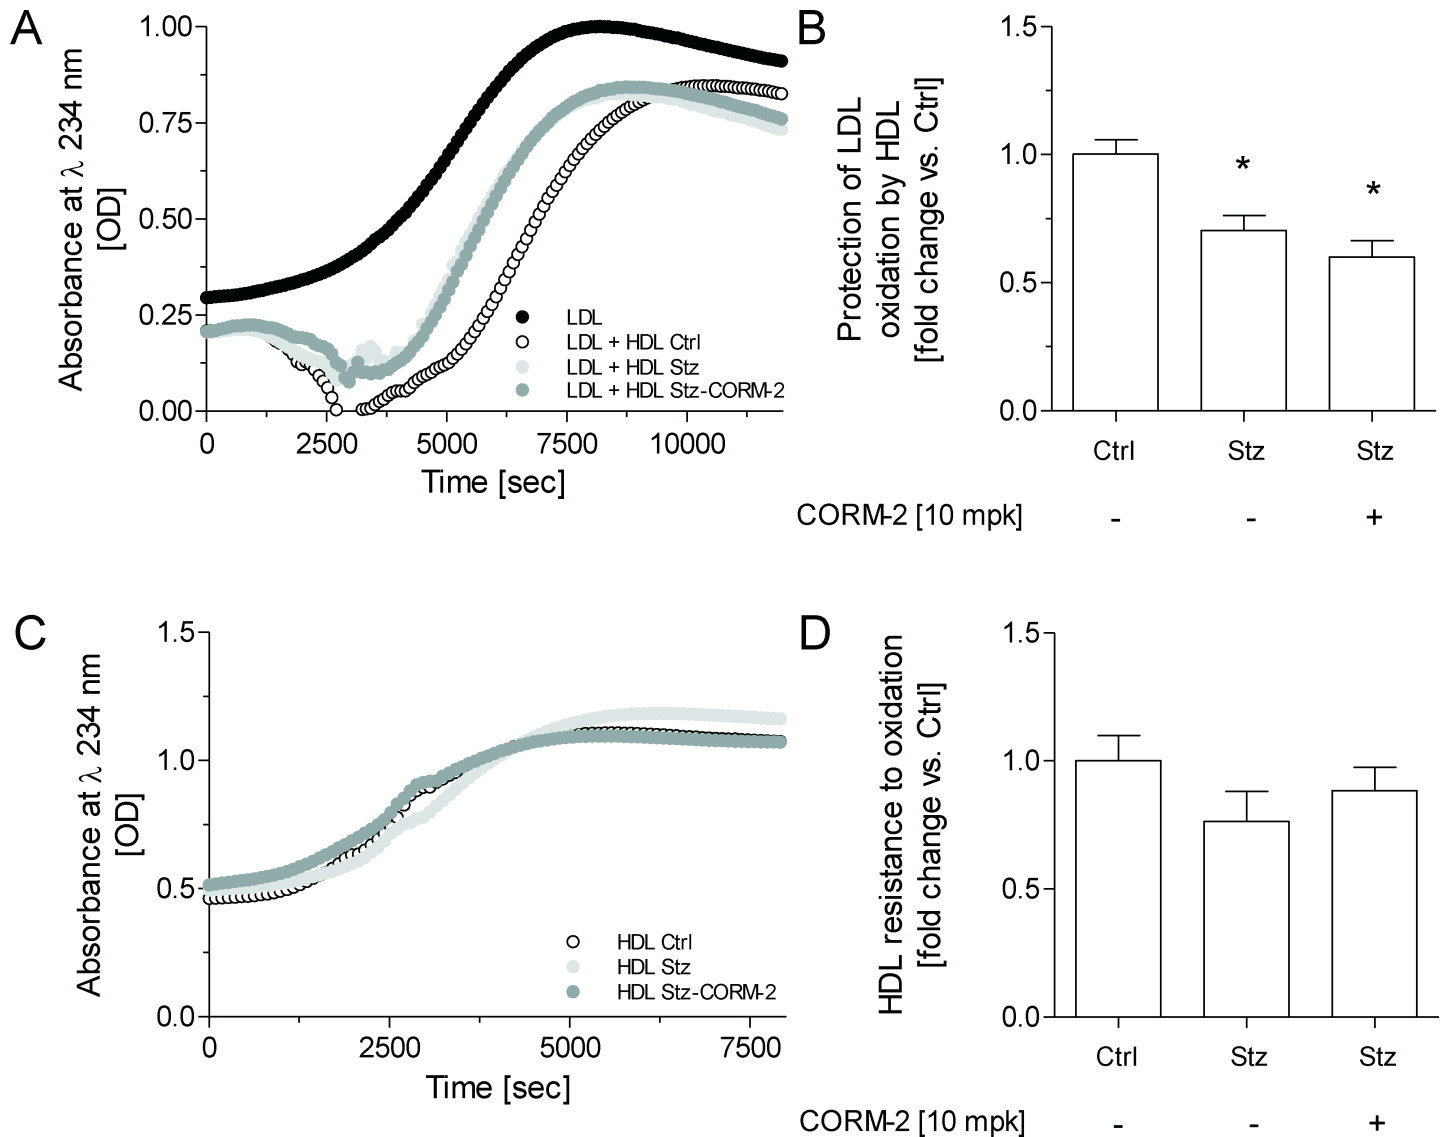 A
Absorbance at λ 234 nm
[OD]
1.00
0.75
0.50
0.25
0.00
LDL
LDL + HDL Ctrl
LDL + HDL Stz
LDL + HDL Stz-CORM-2
0 2500 5000 7500 10000
Time [sec]
B
Protection of LDL
oxidation by HDL
[fold change vs. Ctrl]
1.5
1.0
0.5
0.0
* *
Ctrl Stz Stz
CORM-2 [10 mpk] - - +
C
Absorbance at λ 234 nm
[OD]
1.5
1.0
0.5
0.0
HDL Ctrl
HDL Stz
HDL Stz-CORM-2
0 2500 5000 7500
Time [sec]
D
HDL resistance to oxidation
[fold change vs. Ctrl]
1.5
1.0
0.5
0.0
Ctrl Stz Stz
CORM-2 [10 mpk] - - +